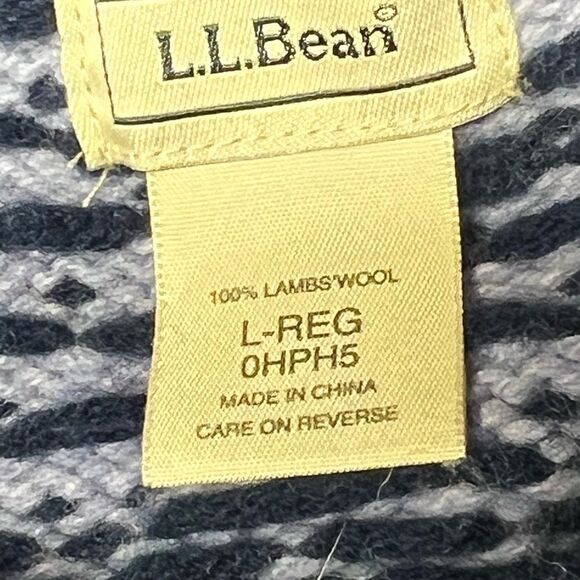 L.L.Bean®
100% LAMBS'WOOL
L-REG
0HPH5
MADE IN CHINA
CARE ON REVERSE